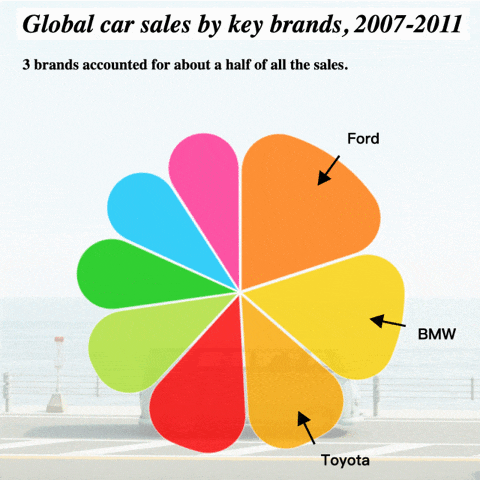 Global car sales by key brands, 2007-2011
3 brands accounted for about a half of all the sales.
Ford
BMW
Toyota